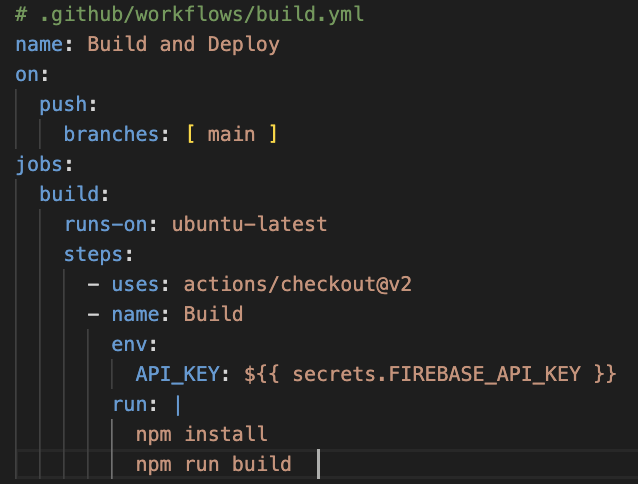 # .github/workflows/build.yml
name: Build and Deploy
on:
  push:
    branches: [ main ]
jobs:
  build:
    runs-on: ubuntu-latest
    steps:
      - uses: actions/checkout@v2
      - name: Build
        env:
          API_KEY: ${{ secrets.FIREBASE_API_KEY }}
        run: |
          npm install
          npm run build